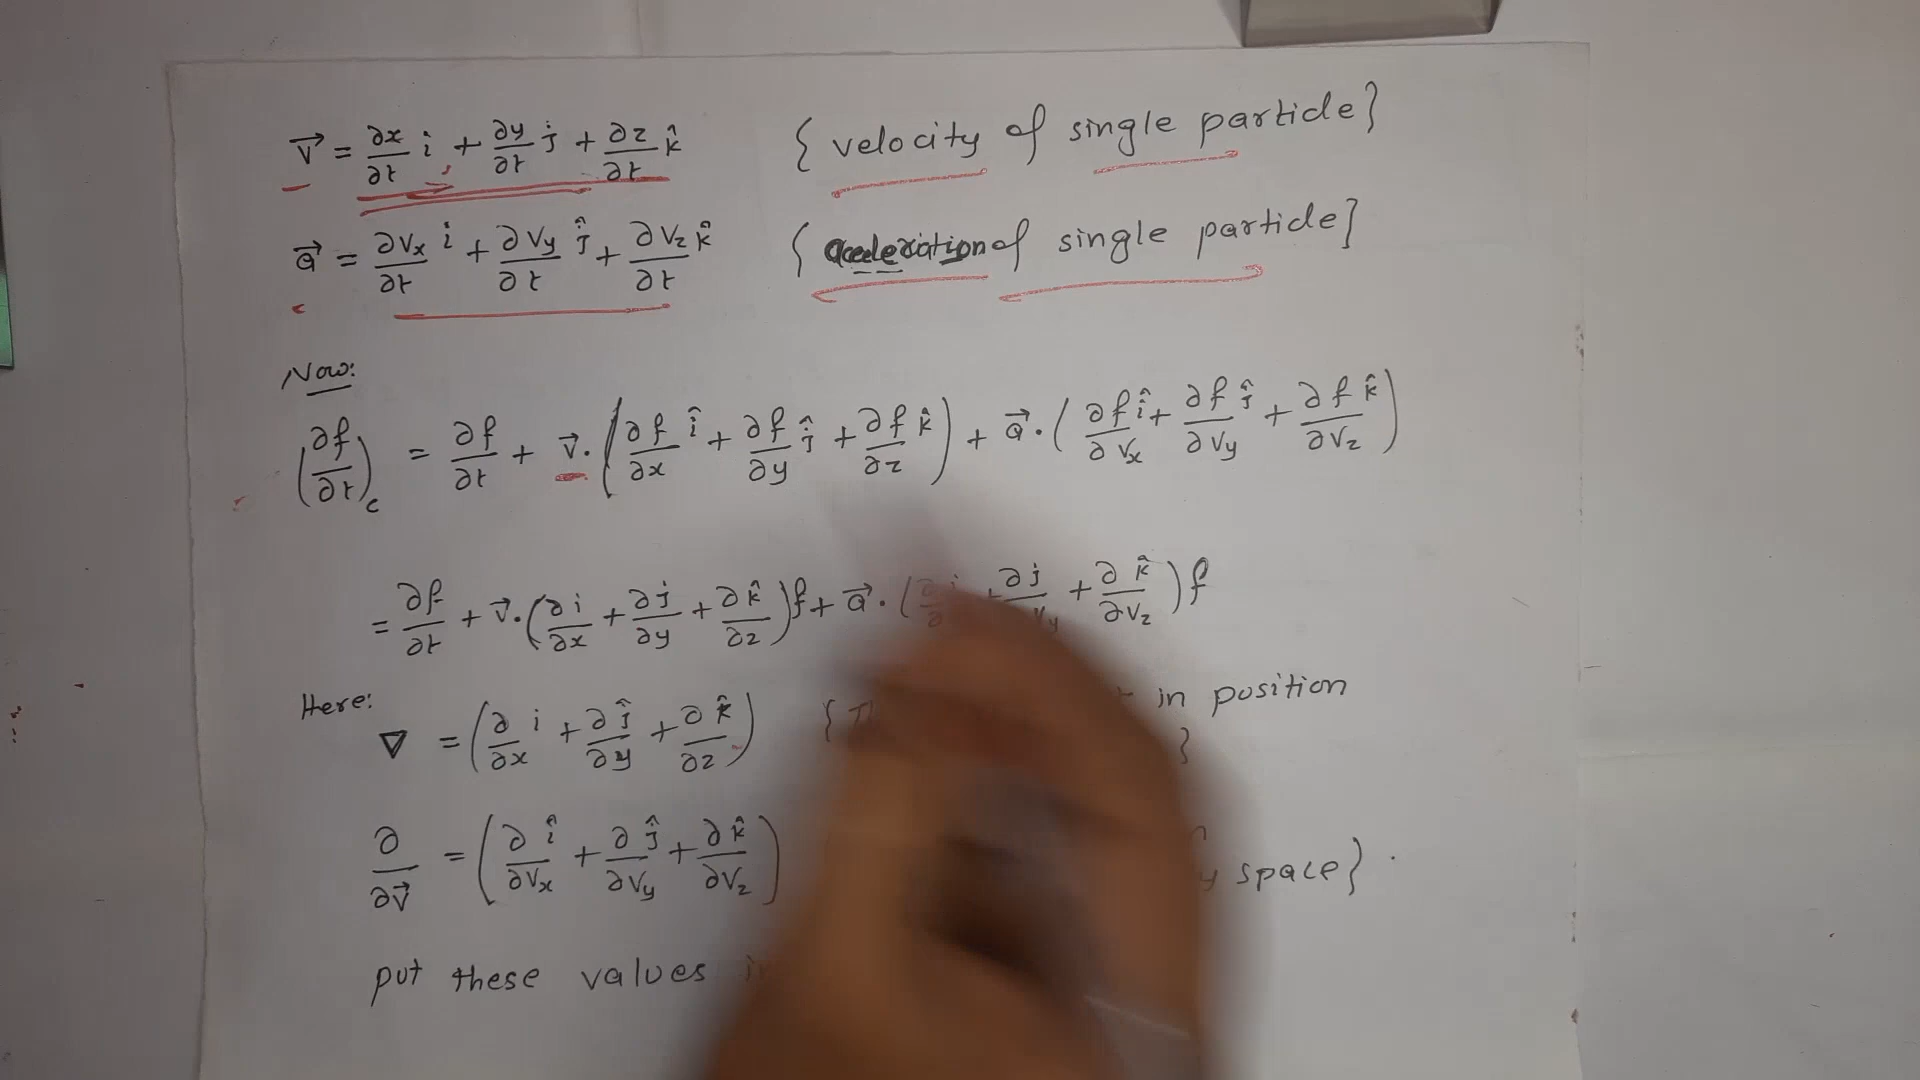 v⃗ = ∂x/∂t i + ∂y/∂t j + ∂z/∂t k̂ { velocity of single particle}
a⃗ = ∂Vx/∂t i + ∂Vy/∂t ĵ + ∂Vz/∂t k̂ { acceleration of single particle}
Now:
(∂f/∂t)c = ∂f/∂t + v⃗. (∂f/∂x î + ∂f/∂y ĵ + ∂f/∂z k̂) + a⃗. (∂f/∂Vx î + ∂f/∂Vy ĵ + ∂f/∂Vz k̂)
= ∂f/∂t + v⃗. (∂/∂x i + ∂/∂y j + ∂/∂z k̂) f + a⃗. ( + ∂ j/ Vy + ∂/∂Vz k̂) f
Here:
∇ = (∂/∂x i + ∂/∂y ĵ + ∂/∂z k̂) { in position
}
∂/∂v⃗ = (∂/∂Vx î + ∂/∂Vy ĵ + ∂/∂Vz k̂)
space} .
put these values